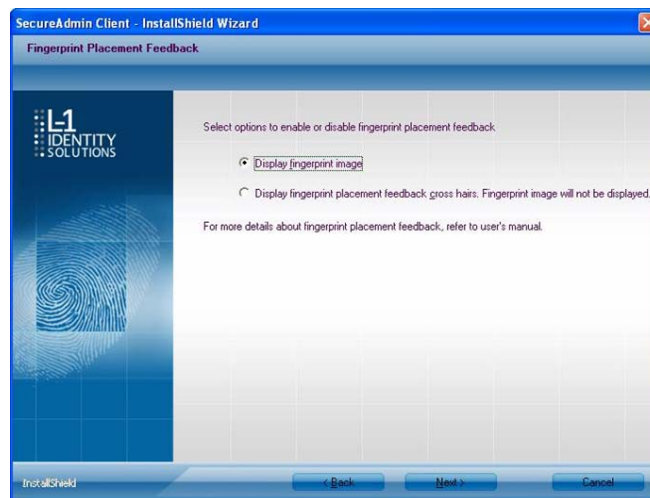 SecureAdmin Client - InstallShield Wizard
Fingerprint Placement Feedback
L-1
IDENTITY
SOLUTIONS
Select options to enable or disable fingerprint placement feedback
Display fingerprint image
Display fingerprint placement feedback cross hairs. Fingerprint image will not be displayed.
For more details about fingerprint placement feedback, refer to user's manual.
InstallShield
< Back
Next >
Cancel